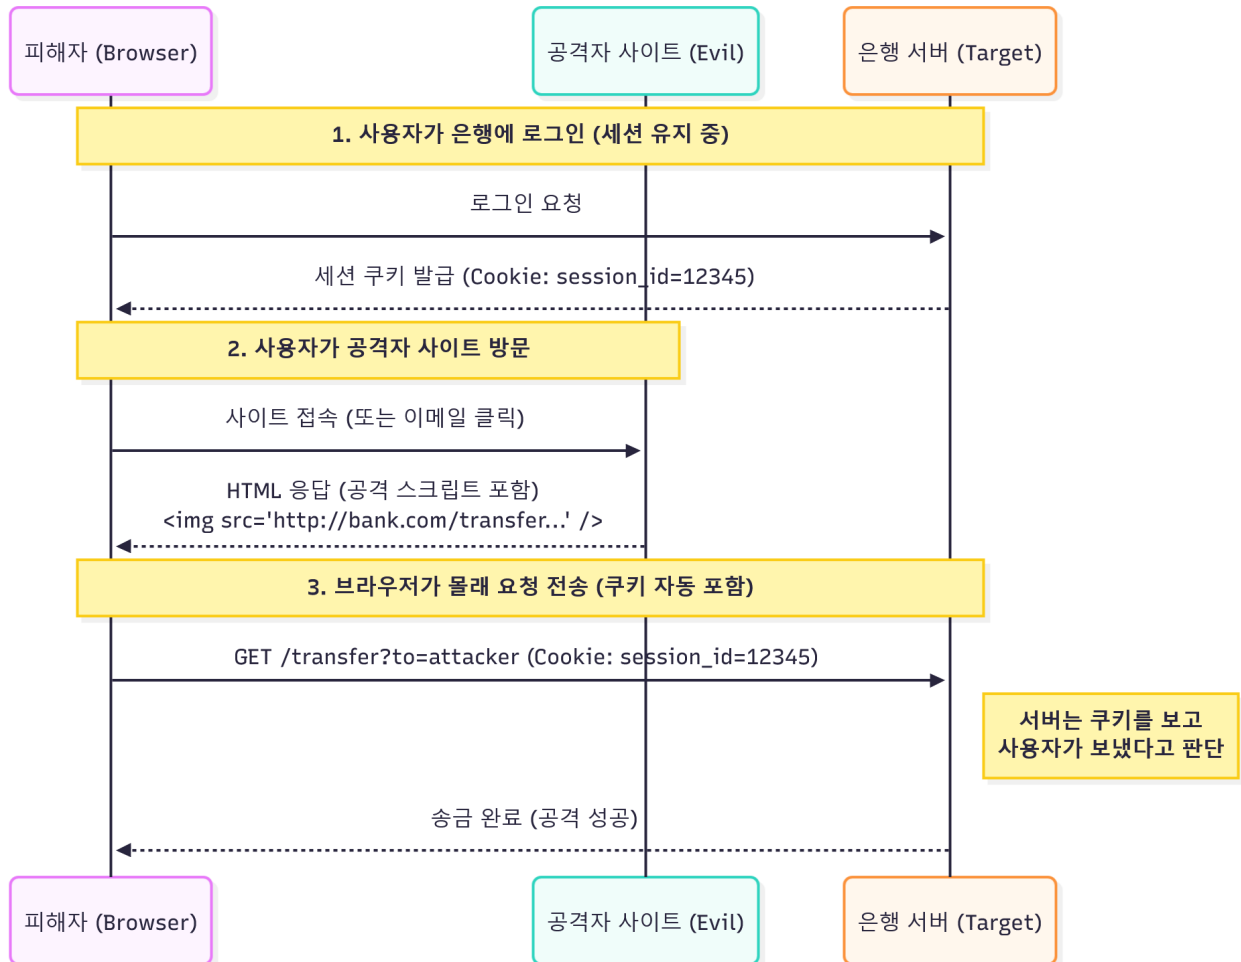 피해자 (Browser)
공격자 사이트 (Evil)
은행 서버 (Target)
1. 사용자가 은행에 로그인 (세션 유지 중)
로그인 요청
세션 쿠키 발급 (Cookie: session_id=12345)
2. 사용자가 공격자 사이트 방문
사이트 접속 (또는 이메일 클릭)
HTML 응답 (공격 스크립트 포함)
<img src='http://bank.com/transfer...' />
3. 브라우저가 몰래 요청 전송 (쿠키 자동 포함)
GET /transfer?to=attacker (Cookie: session_id=12345)
서버는 쿠키를 보고
사용자가 보냈다고 판단
송금 완료 (공격 성공)
피해자 (Browser)
공격자 사이트 (Evil)
은행 서버 (Target)